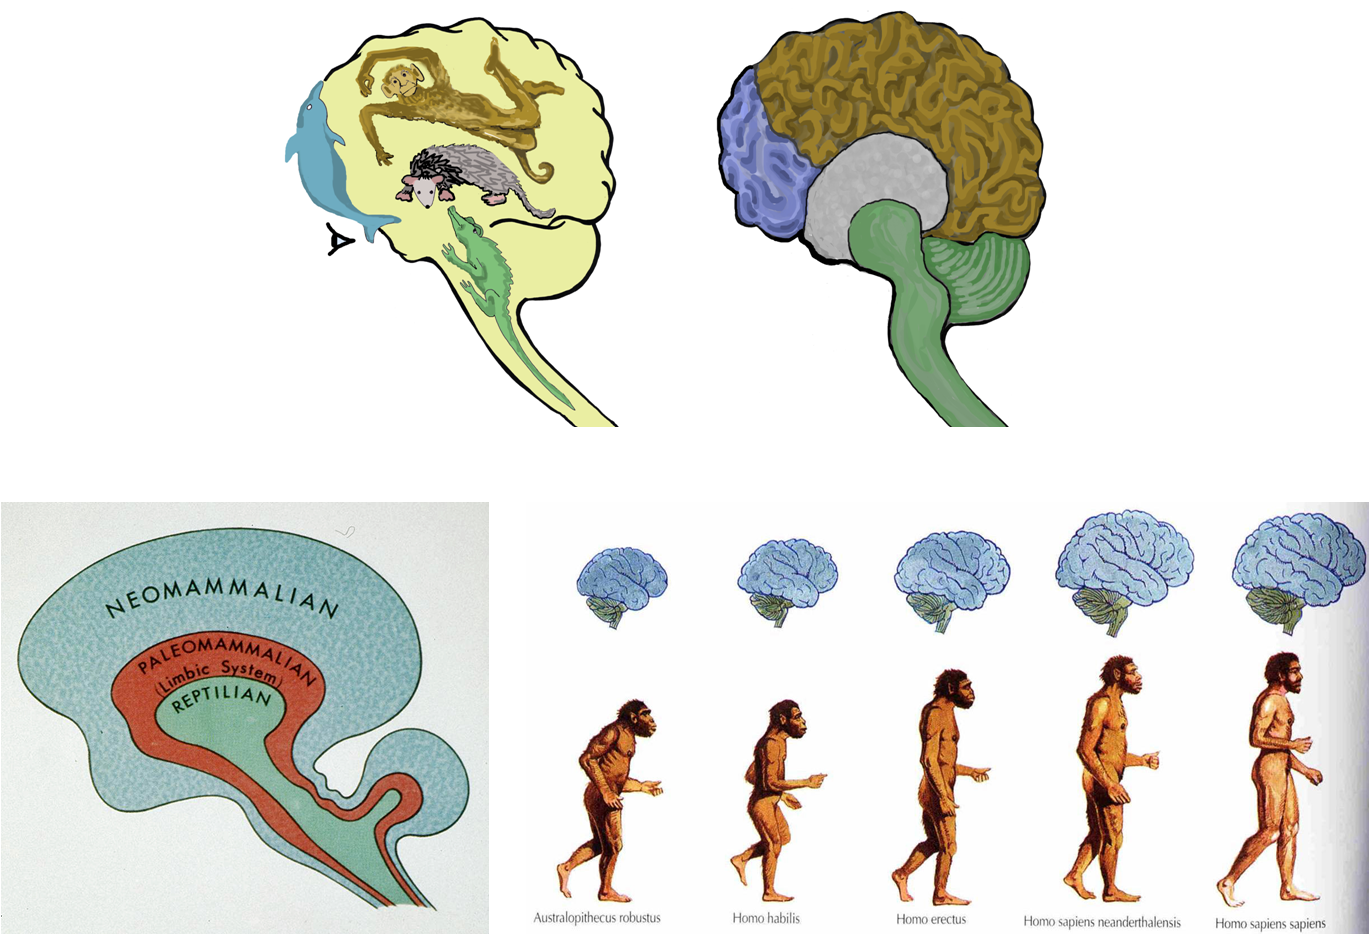 NEOMAMMALIAN
PALEOMAMMALIAN
(Limbic System)
REPTILIAN
Australopithecus robustus
Homo habilis
Homo erectus
Homo sapiens neanderthalensis
Homo sapiens sapiens